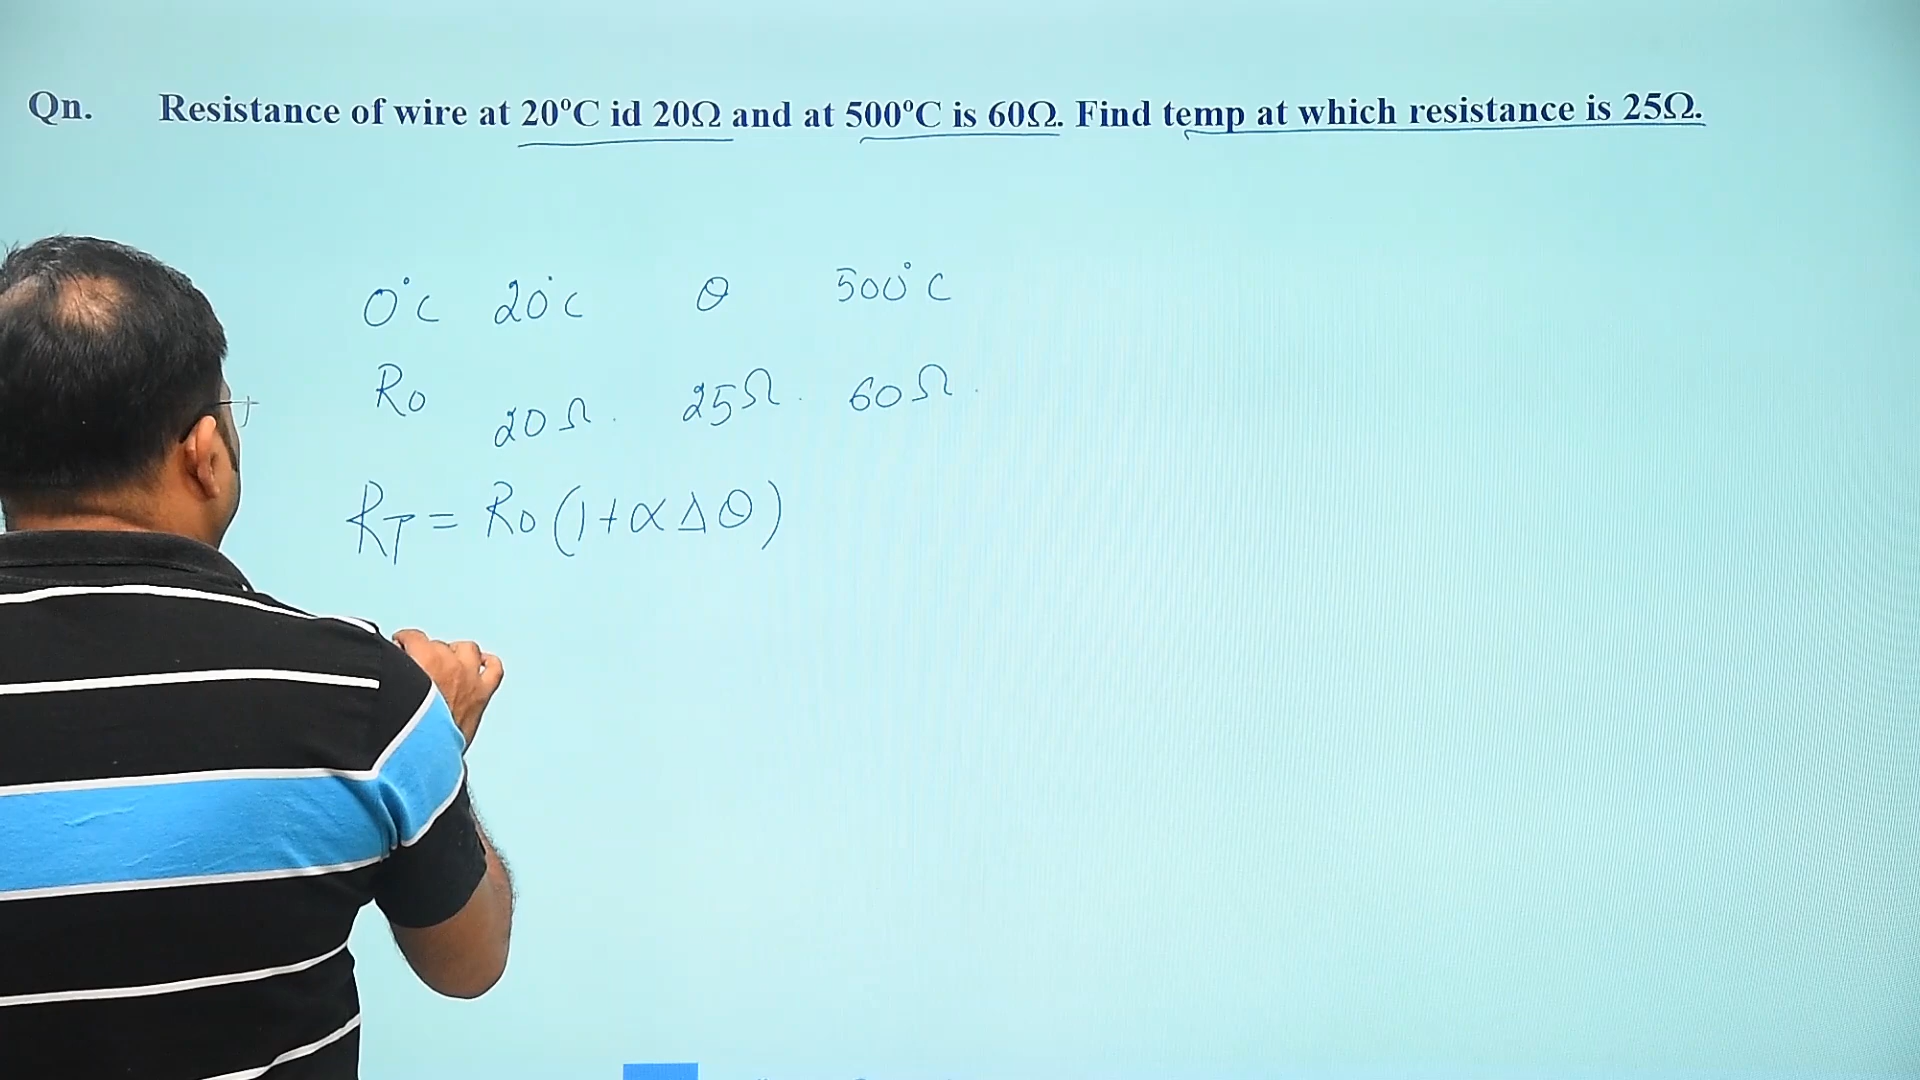 Qn. Resistance of wire at 20°C id 20Ω and at 500°C is 60Ω. Find temp at which resistance is 25Ω.
0°C 20°C θ 500°C
R0 20Ω. 25Ω. 60Ω.
RT = R0 (1+αΔθ)